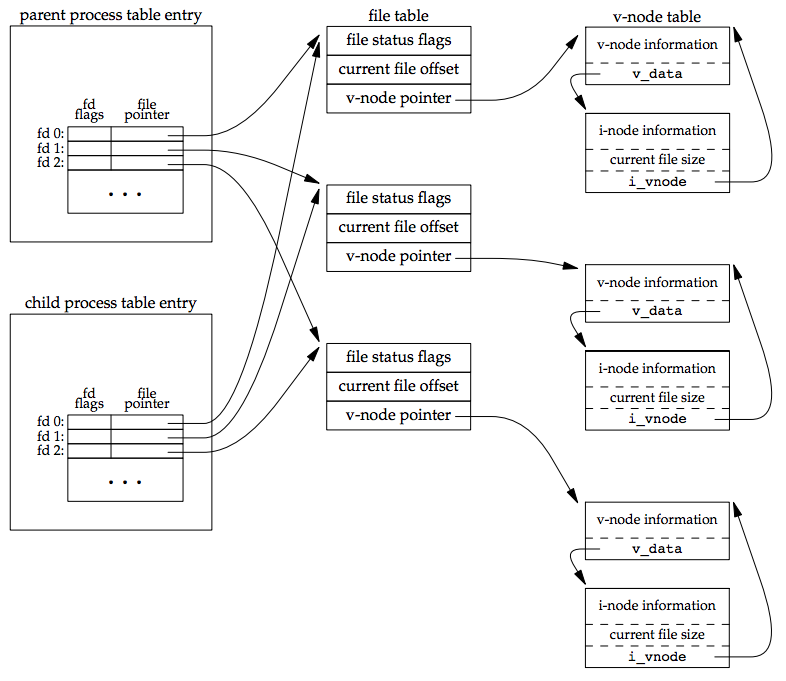 parent process table entry
fd
flags
file
pointer
fd 0:
fd 1:
fd 2:
• • •
child process table entry
fd
flags
file
pointer
fd 0:
fd 1:
fd 2:
• • •
file table
file status flags
current file offset
v-node pointer
file status flags
current file offset
v-node pointer
file status flags
current file offset
v-node pointer
v-node table
v-node information
v_data
i-node information
current file size
i_vnode
v-node information
v_data
i-node information
current file size
i_vnode
v-node information
v_data
i-node information
current file size
i_vnode